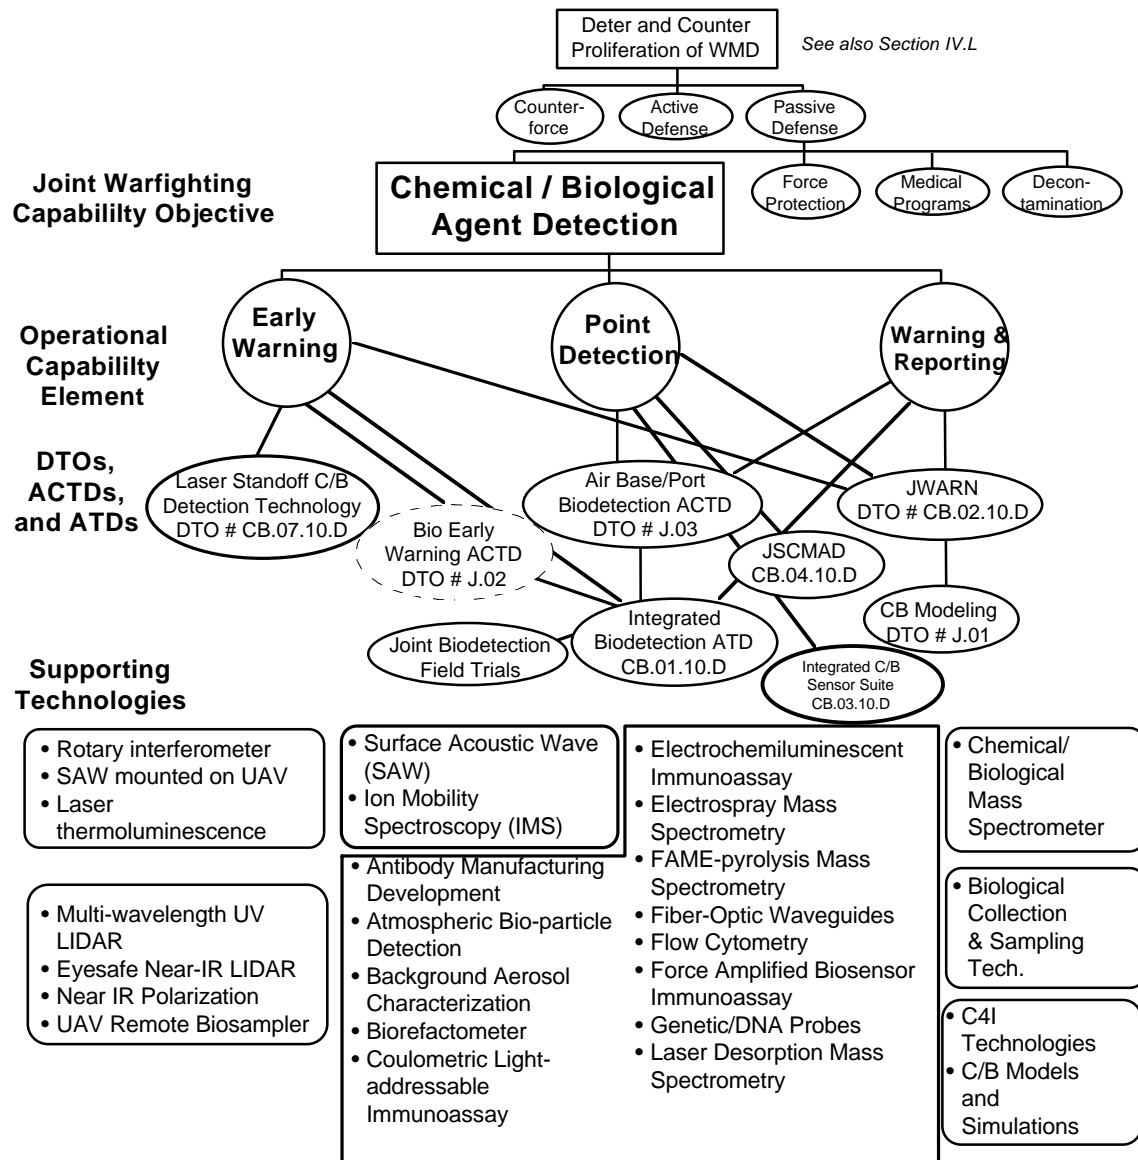 Deter and Counter
Proliferation of WMD
See also Section IV.L
Counter-
force
Active
Defense
Passive
Defense
Joint Warfighting
Capabililty Objective
Chemical / Biological
Agent Detection
Force
Protection
Medical
Programs
Decon-
tamination
Operational
Capabililty
Element
Early
Warning
Point
Detection
Warning &
Reporting
DTOs,
ACTDs,
and ATDs
Laser Standoff C/B
Detection Technology
DTO # CB.07.10.D
Bio Early
Warning ACTD
DTO # J.02
Air Base/Port
Biodetection ACTD
DTO # J.03
JWARN
DTO # CB.02.10.D
JSCMAD
CB.04.10.D
CB Modeling
DTO # J.01
Joint Biodetection
Field Trials
Integrated
Biodetection ATD
CB.01.10.D
Integrated C/B
Sensor Suite
CB.03.10.D
Supporting
Technologies
• Rotary interferometer
• SAW mounted on UAV
• Laser
thermoluminescence
• Multi-wavelength UV
LIDAR
• Eyesafe Near-IR LIDAR
• Near IR Polarization
• UAV Remote Biosampler
• Surface Acoustic Wave
(SAW)
• Ion Mobility
Spectroscopy (IMS)
• Antibody Manufacturing
Development
• Atmospheric Bio-particle
Detection
• Background Aerosol
Characterization
• Biorefactometer
• Coulometric Light-
addressable
Immunoassay
• Electrochemiluminescent
Immunoassay
• Electrospray Mass
Spectrometry
• FAME-pyrolysis Mass
Spectrometry
• Fiber-Optic Waveguides
• Flow Cytometry
• Force Amplified Biosensor
Immunoassay
• Genetic/DNA Probes
• Laser Desorption Mass
Spectrometry
• Chemical/
Biological
Mass
Spectrometer
• Biological
Collection
& Sampling
Tech.
• C4I
Technologies
• C/B Models
and
Simulations